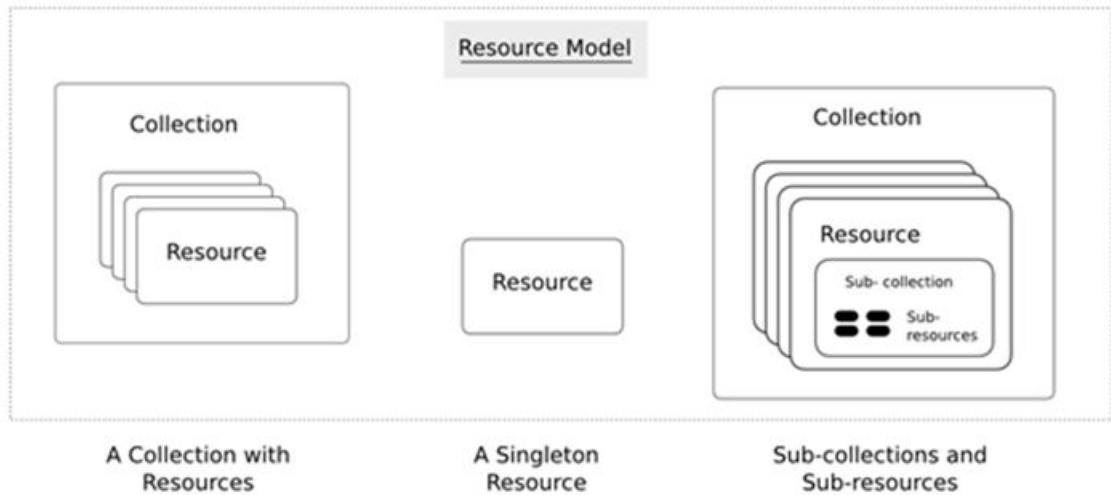 Resource Model
Collection
Resource
Resource
Collection
Resource
Sub- collection
Sub-
resources
A Collection with
Resources
A Singleton
Resource
Sub-collections and
Sub-resources